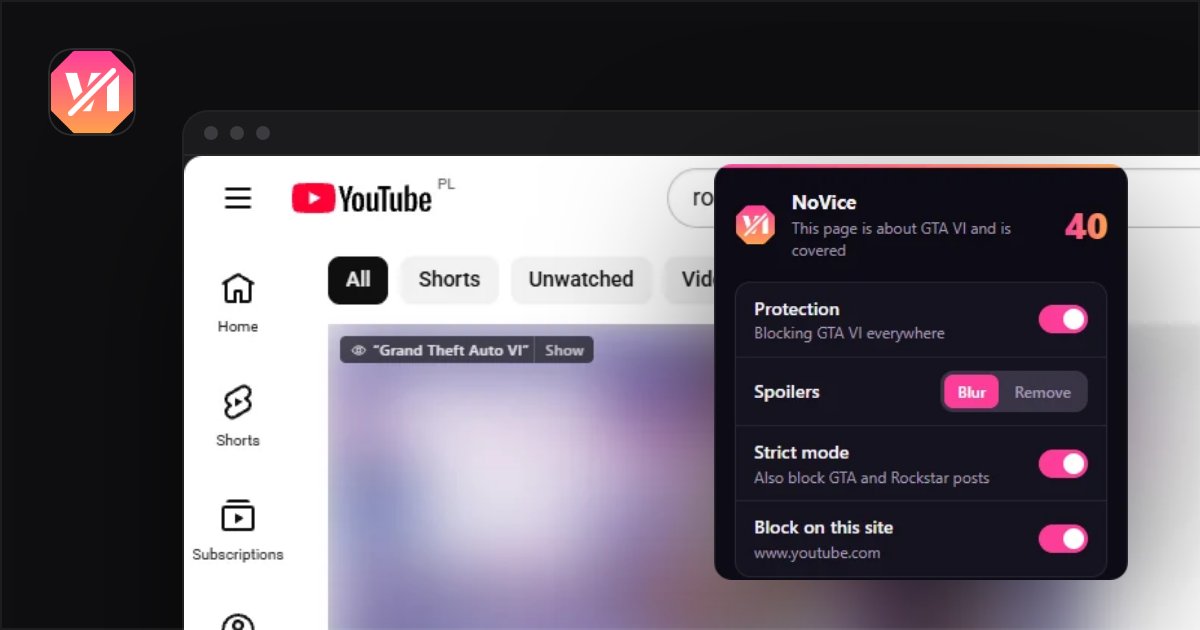 VI
YouTube PL
ro
All
Shorts
Unwatched
Vid
Home
Shorts
Subscriptions
"Grand Theft Auto VI"
Show
VI
NoVice
This page is about GTA VI and is
covered
40
Protection
Blocking GTA VI everywhere
Spoilers
Blur
Remove
Strict mode
Also block GTA and Rockstar posts
Block on this site
www.youtube.com